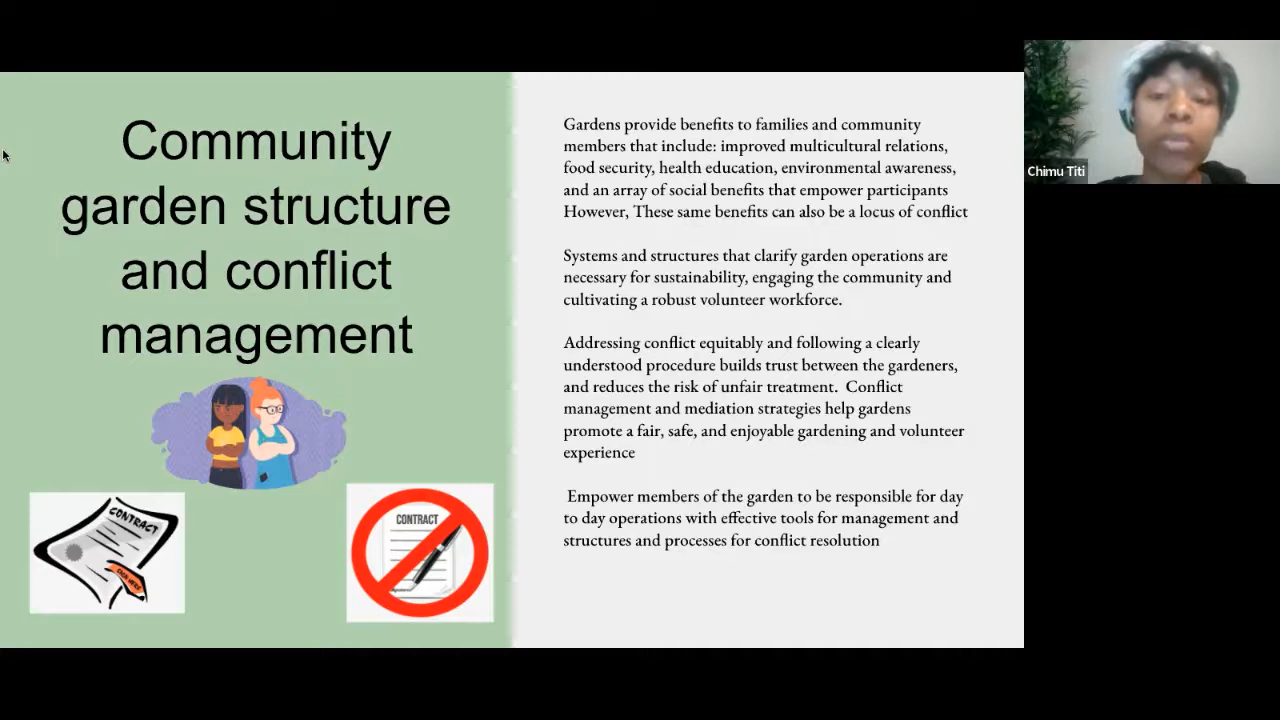 Community
garden structure
and conflict
management
CONTRACT
CONTRACT
Gardens provide benefits to families and community
members that include: improved multicultural relations,
food security, health education, environmental awareness,
and an array of social benefits that empower participants
However, These same benefits can also be a locus of conflict
Systems and structures that clarify garden operations are
necessary for sustainability, engaging the community and
cultivating a robust volunteer workforce.
Addressing conflict equitably and following a clearly
understood procedure builds trust between the gardeners,
and reduces the risk of unfair treatment.  Conflict
management and mediation strategies help gardens
promote a fair, safe, and enjoyable gardening and volunteer
experience
Empower members of the garden to be responsible for day
to day operations with effective tools for management and
structures and processes for conflict resolution
Chimu Titi